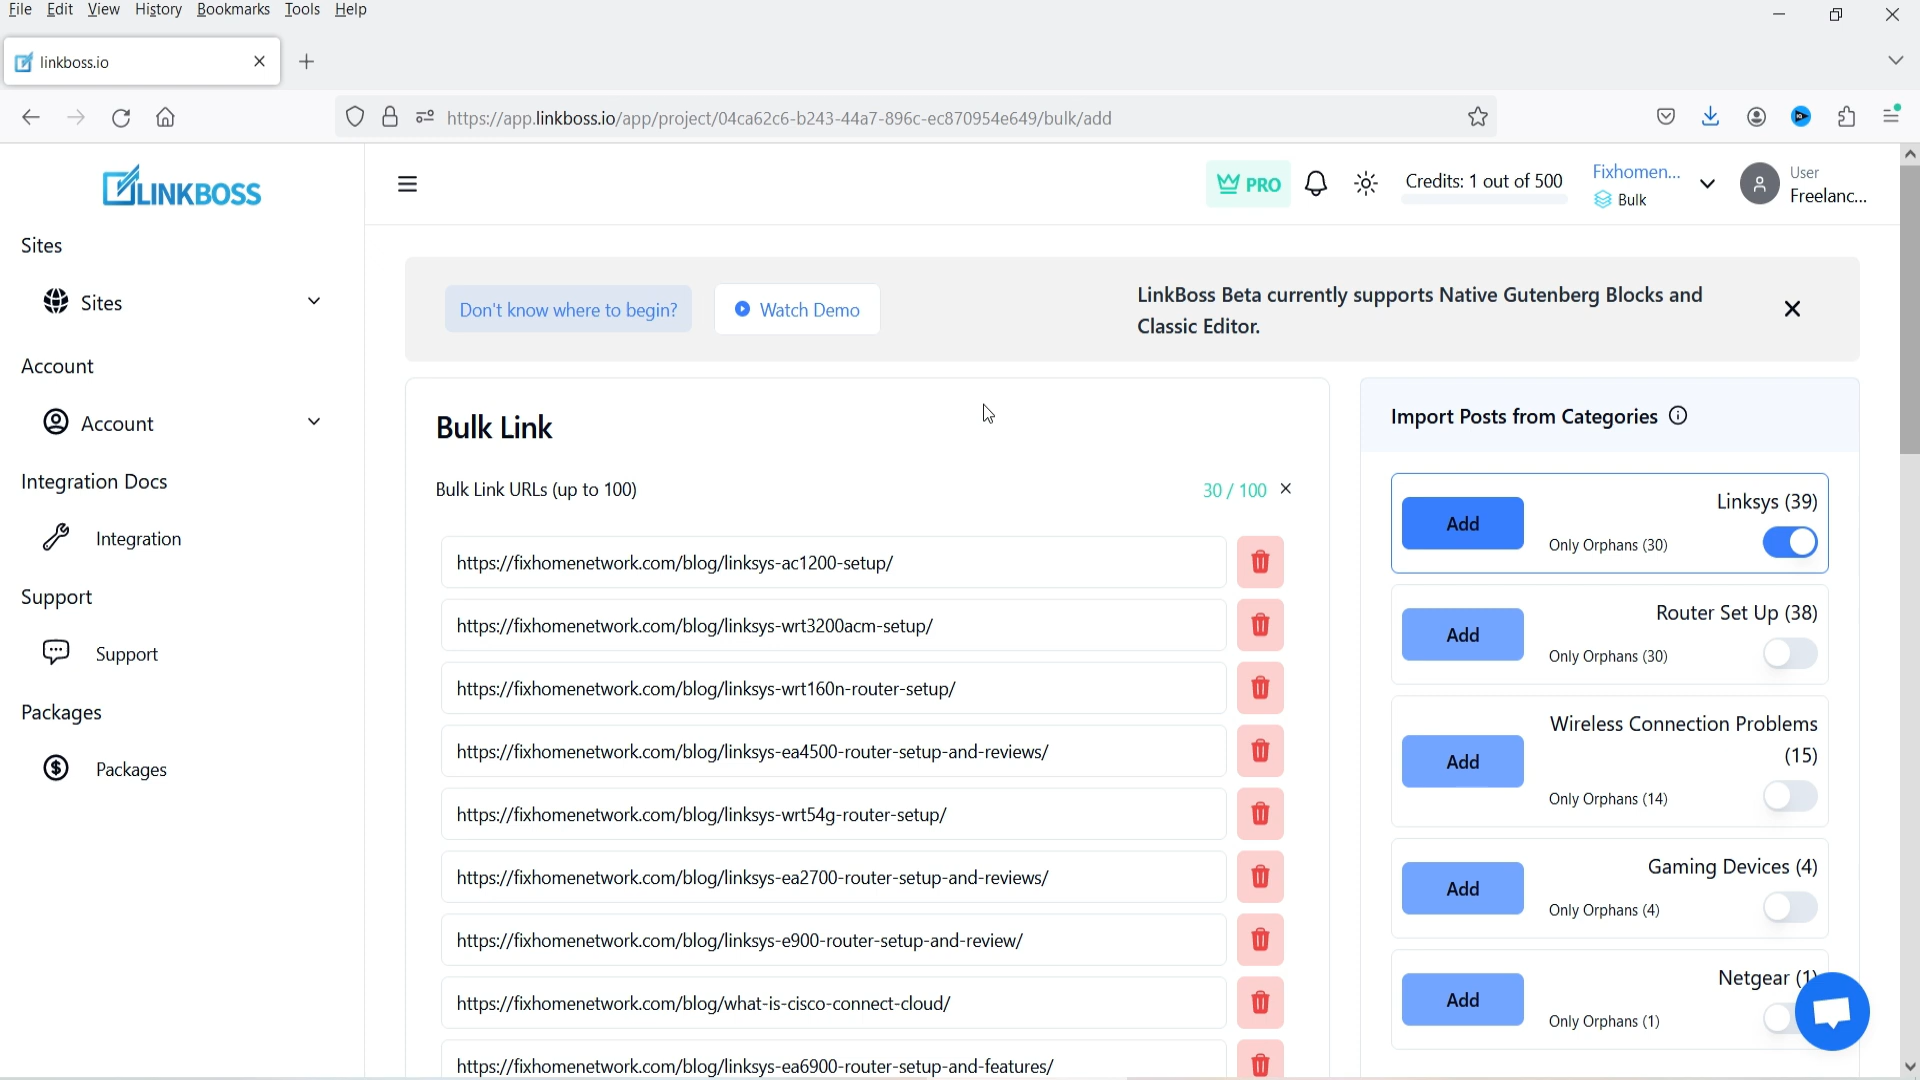 File Edit View History Bookmarks Tools Help
linkboss.io
https://app.linkboss.io/app/project/04ca62c6-b243-44a7-896c-ec870954e649/bulk/add
LINKBOSS
PRO
Credits: 1 out of 500
Fixhomen...
Bulk
User
Freelanc...
Sites
Sites
Account
Account
Integration Docs
Integration
Support
Support
Packages
Packages
Don't know where to begin?
Watch Demo
LinkBoss Beta currently supports Native Gutenberg Blocks and
Classic Editor.
Bulk Link
Bulk Link URLs (up to 100)
30 / 100
https://fixhomenetwork.com/blog/linksys-ac1200-setup/
https://fixhomenetwork.com/blog/linksys-wrt3200acm-setup/
https://fixhomenetwork.com/blog/linksys-wrt160n-router-setup/
https://fixhomenetwork.com/blog/linksys-ea4500-router-setup-and-reviews/
https://fixhomenetwork.com/blog/linksys-wrt54g-router-setup/
https://fixhomenetwork.com/blog/linksys-ea2700-router-setup-and-reviews/
https://fixhomenetwork.com/blog/linksys-e900-router-setup-and-review/
https://fixhomenetwork.com/blog/what-is-cisco-connect-cloud/
https://fixhomenetwork.com/blog/linksys-ea6900-router-setup-and-features/
Import Posts from Categories
Add
Linksys (39)
Only Orphans (30)
Add
Router Set Up (38)
Only Orphans (30)
Add
Wireless Connection Problems
(15)
Only Orphans (14)
Add
Gaming Devices (4)
Only Orphans (4)
Add
Netgear (1)
Only Orphans (1)